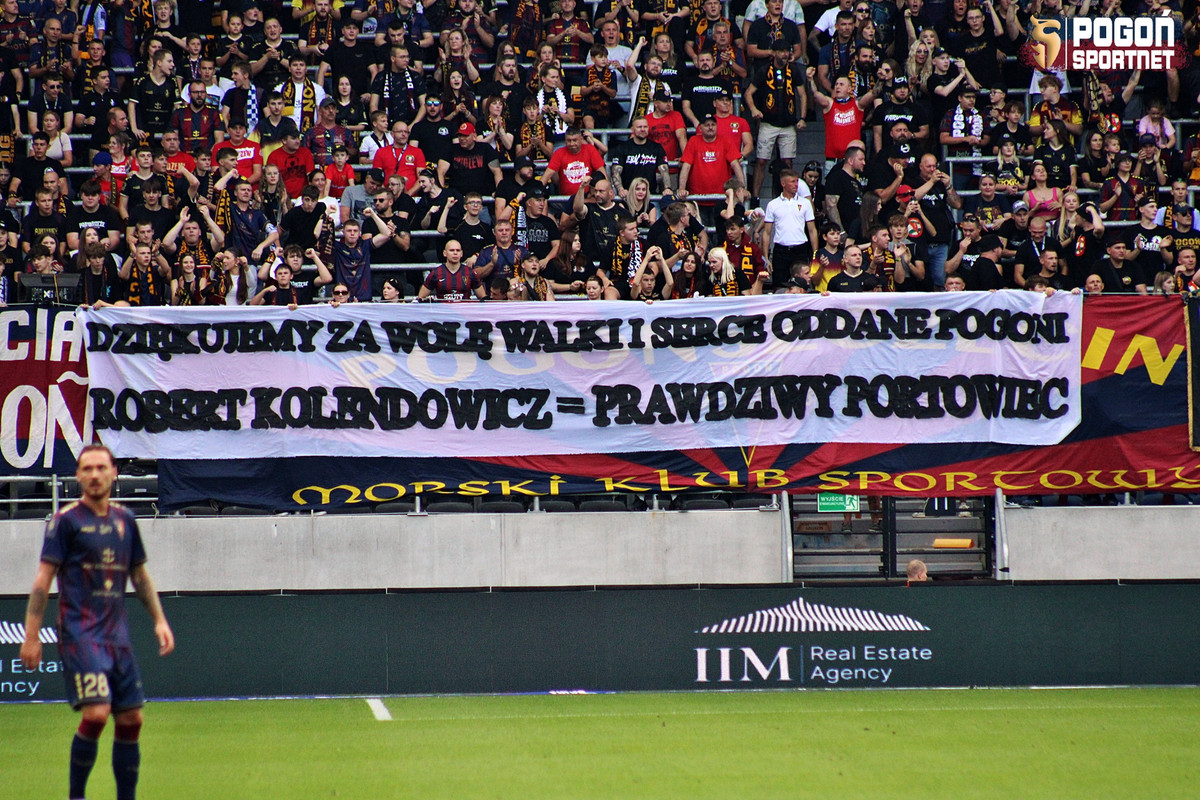 POGOŃ
SPORTNET
DZIĘKUJEMY ZA WOLĘ WALKI I SERCE ODDANE POGONI
ROBERT KOLENDOWICZ = PRAWDZIWY PORTOWIEC
MORSKI KLUB SPORTOWY
WYJŚCIE
IIM Real Estate
Agency
128